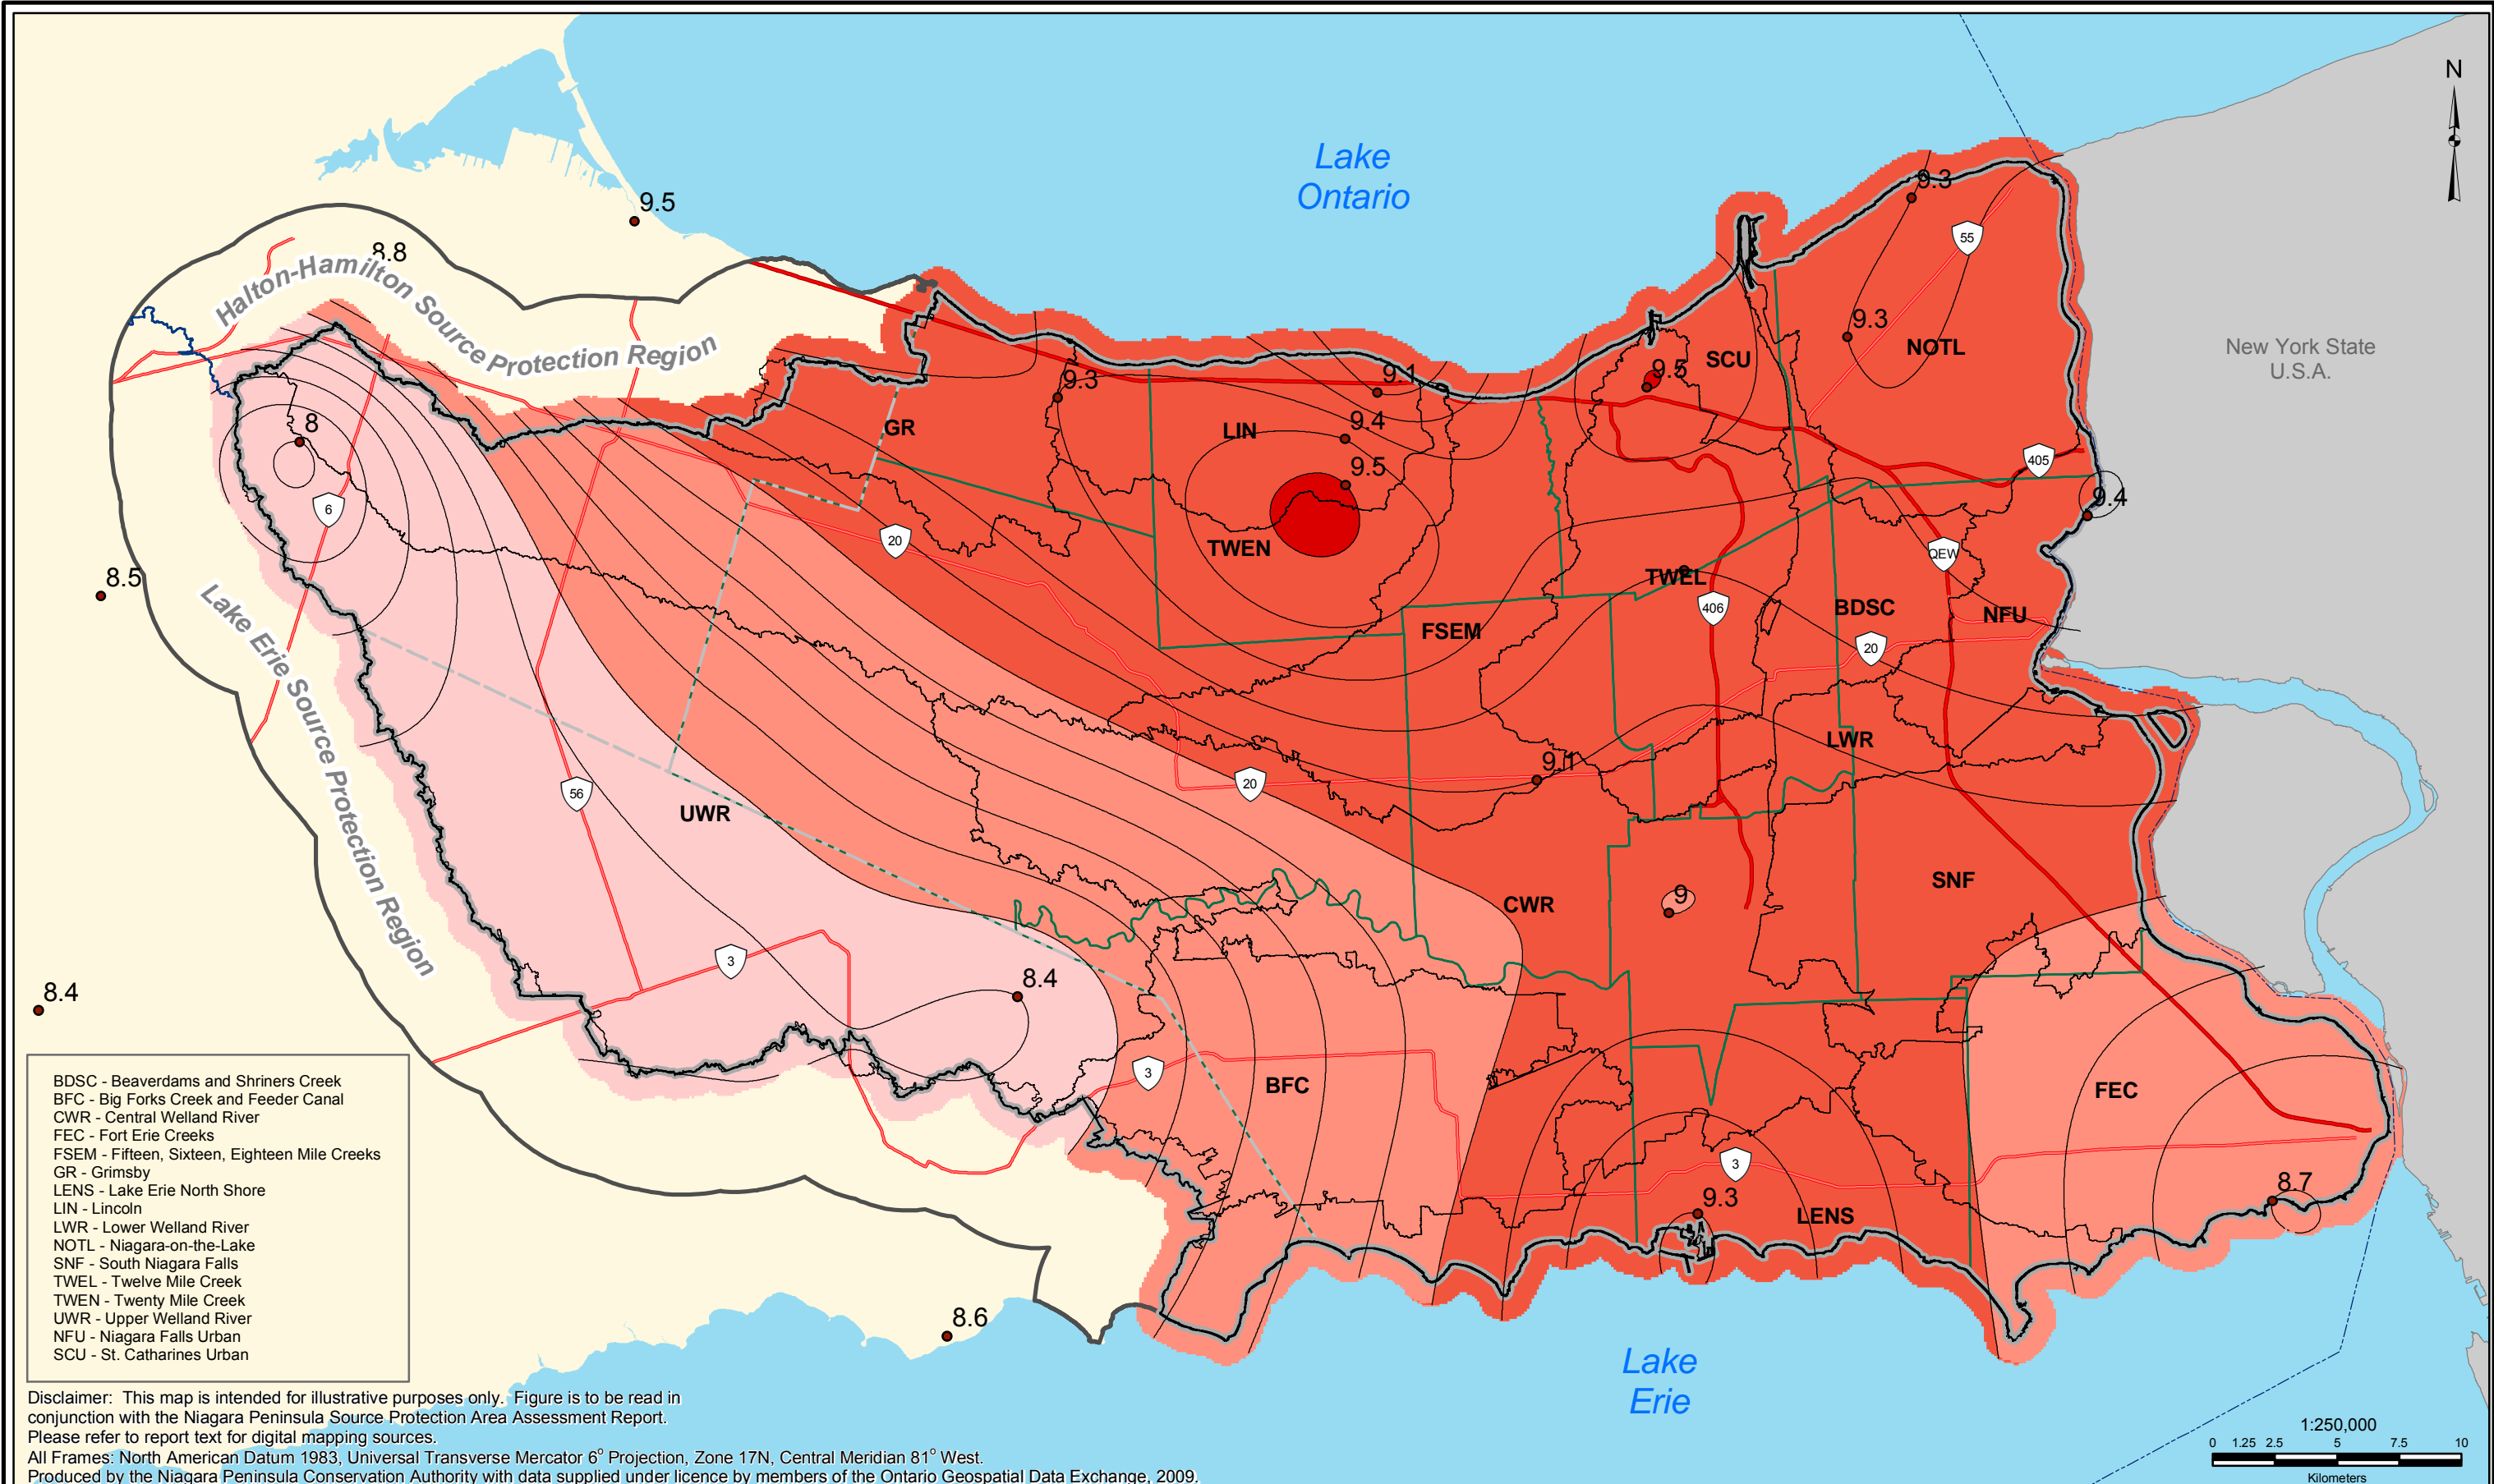 N
Lake
Ontario
9.5
8.8
Halton-Hamilton Source Protection Region
9.3
55
9.3
NOTL
New York State
U.S.A.
SCU
9.5
9.3
9.1
9.4
LIN
GR
8
9.5
405
9.4
6
20
TWEN
QEW
8.5
TWEL
406
BDSC
NFU
Lake Erie Source Protection Region
FSEM
20
LWR
9.1
20
56
UWR
SNF
9
CWR
3
8.4
8.4
3
BFC
FEC
3
8.7
9.3
LENS
8.6
Lake
Erie
BDSC - Beaverdams and Shriners Creek
BFC - Big Forks Creek and Feeder Canal
CWR - Central Welland River
FEC - Fort Erie Creeks
FSEM - Fifteen, Sixteen, Eighteen Mile Creeks
GR - Grimsby
LENS - Lake Erie North Shore
LIN - Lincoln
LWR - Lower Welland River
NOTL - Niagara-on-the-Lake
SNF - South Niagara Falls
TWEL - Twelve Mile Creek
TWEN - Twenty Mile Creek
UWR - Upper Welland River
NFU - Niagara Falls Urban
SCU - St. Catharines Urban
Disclaimer: This map is intended for illustrative purposes only. Figure is to be read in
conjunction with the Niagara Peninsula Source Protection Area Assessment Report.
Please refer to report text for digital mapping sources.
All Frames: North American Datum 1983, Universal Transverse Mercator 6° Projection, Zone 17N, Central Meridian 81° West.
Produced by the Niagara Peninsula Conservation Authority with data supplied under licence by members of the Ontario Geospatial Data Exchange, 2009.
1:250,000
0 1.25 2.5 5 7.5 10
Kilometers